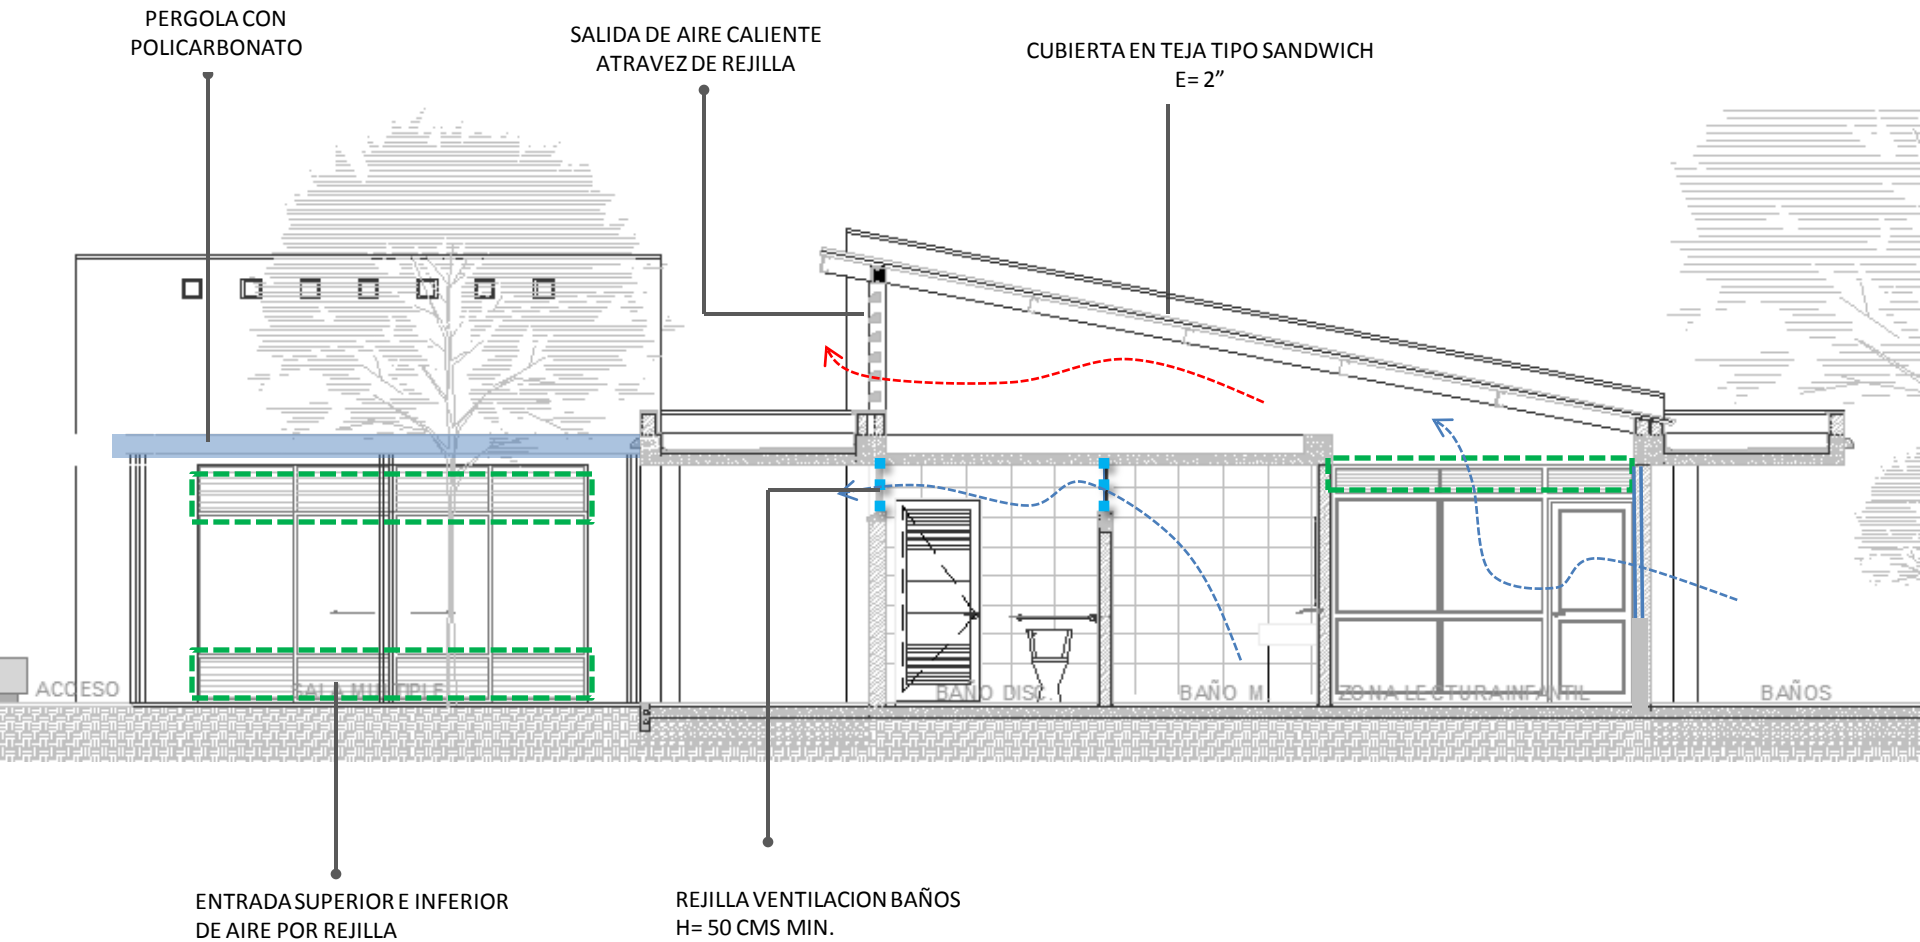 PERGOLA CON
POLICARBONATO
SALIDA DE AIRE CALIENTE
ATRAVEZ DE REJILLA
CUBIERTA EN TEJA TIPO SANDWICH
E= 2”
ACCESO
SALA MULTIPLE
BAÑO DISC.
BAÑO M
ZONA LECTURA INFANTIL
BAÑOS
ENTRADA SUPERIOR E INFERIOR
DE AIRE POR REJILLA
REJILLA VENTILACION BAÑOS
H= 50 CMS MIN.